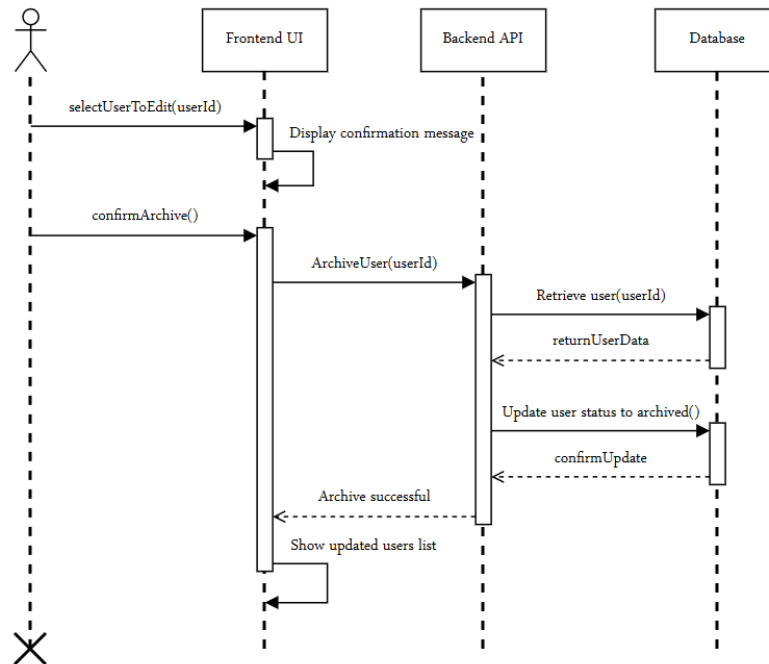 Frontend UI
Backend API
Database
selectUserToEdit(userId)
Display confirmation message
confirmArchive()
ArchiveUser(userId)
Retrieve user(userId)
returnUserData
Update user status to archived()
confirmUpdate
Archive successful
Show updated users list